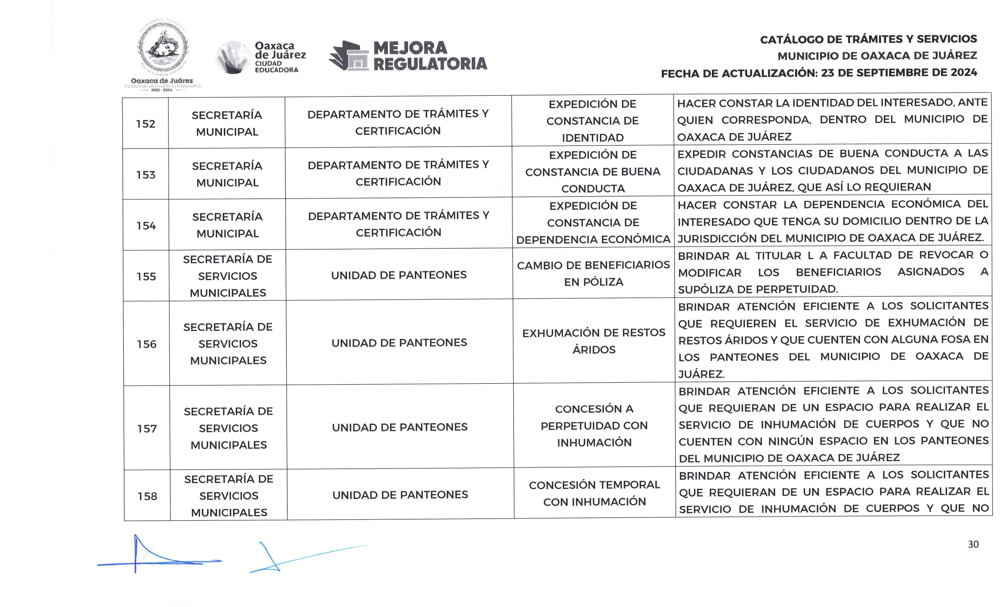 Oaxaca de Juárez
Patrimonio cultural de la humanidad
2022 - 2024
Oaxaca
de Juárez
CIUDAD
EDUCADORA
MEJORA
REGULATORIA
CATÁLOGO DE TRÁMITES Y SERVICIOS
MUNICIPIO DE OAXACA DE JUÁREZ
FECHA DE ACTUALIZACIÓN: 23 DE SEPTIEMBRE DE 2024
152
SECRETARÍA
MUNICIPAL
DEPARTAMENTO DE TRÁMITES Y
CERTIFICACIÓN
EXPEDICIÓN DE
CONSTANCIA DE
IDENTIDAD
HACER CONSTAR LA IDENTIDAD DEL INTERESADO, ANTE
QUIEN CORRESPONDA, DENTRO DEL MUNICIPIO DE
OAXACA DE JUÁREZ
153
SECRETARÍA
MUNICIPAL
DEPARTAMENTO DE TRÁMITES Y
CERTIFICACIÓN
EXPEDICIÓN DE
CONSTANCIA DE BUENA
CONDUCTA
EXPEDIR CONSTANCIAS DE BUENA CONDUCTA A LAS
CIUDADANAS Y LOS CIUDADANOS DEL MUNICIPIO DE
OAXACA DE JUÁREZ, QUE ASÍ LO REQUIERAN
154
SECRETARÍA
MUNICIPAL
DEPARTAMENTO DE TRÁMITES Y
CERTIFICACIÓN
EXPEDICIÓN DE
CONSTANCIA DE
DEPENDENCIA ECONÓMICA
HACER CONSTAR LA DEPENDENCIA ECONÓMICA DEL
INTERESADO QUE TENGA SU DOMICILIO DENTRO DE LA
JURISDICCIÓN DEL MUNICIPIO DE OAXACA DE JUÁREZ.
155
SECRETARÍA DE
SERVICIOS
MUNICIPALES
UNIDAD DE PANTEONES
CAMBIO DE BENEFICIARIOS
EN PÓLIZA
BRINDAR AL TITULAR L A FACULTAD DE REVOCAR O
MODIFICAR LOS BENEFICIARIOS ASIGNADOS A
SUPÓLIZA DE PERPETUIDAD.
156
SECRETARÍA DE
SERVICIOS
MUNICIPALES
UNIDAD DE PANTEONES
EXHUMACIÓN DE RESTOS
ÁRIDOS
BRINDAR ATENCIÓN EFICIENTE A LOS SOLICITANTES
QUE REQUIEREN EL SERVICIO DE EXHUMACIÓN DE
RESTOS ÁRIDOS Y QUE CUENTEN CON ALGUNA FOSA EN
LOS PANTEONES DEL MUNICIPIO DE OAXACA DE
JUÁREZ.
157
SECRETARÍA DE
SERVICIOS
MUNICIPALES
UNIDAD DE PANTEONES
CONCESIÓN A
PERPETUIDAD CON
INHUMACIÓN
BRINDAR ATENCIÓN EFICIENTE A LOS SOLICITANTES
QUE REQUIERAN DE UN ESPACIO PARA REALIZAR EL
SERVICIO DE INHUMACIÓN DE CUERPOS Y QUE NO
CUENTEN CON NINGÚN ESPACIO EN LOS PANTEONES
DEL MUNICIPIO DE OAXACA DE JUÁREZ
158
SECRETARÍA DE
SERVICIOS
MUNICIPALES
UNIDAD DE PANTEONES
CONCESIÓN TEMPORAL
CON INHUMACIÓN
BRINDAR ATENCIÓN EFICIENTE A LOS SOLICITANTES
QUE REQUIERAN DE UN ESPACIO PARA REALIZAR EL
SERVICIO DE INHUMACIÓN DE CUERPOS Y QUE NO
30